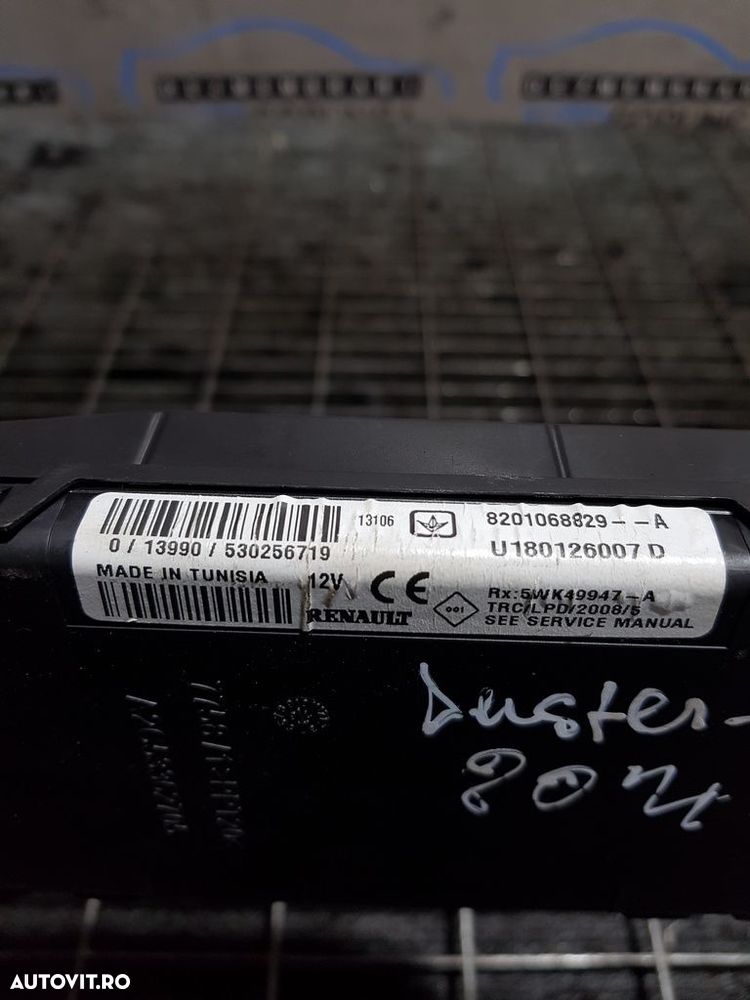 13106
8201068829--A
0 / 13990 / 530256719
U180126007 D
MADE IN TUNISIA 12V CE
Rx:5WK49947-A
TRC/LPD/2008/5
RENAULT 001 SEE SERVICE MANUAL
Duster-
AUTOVIT.RO